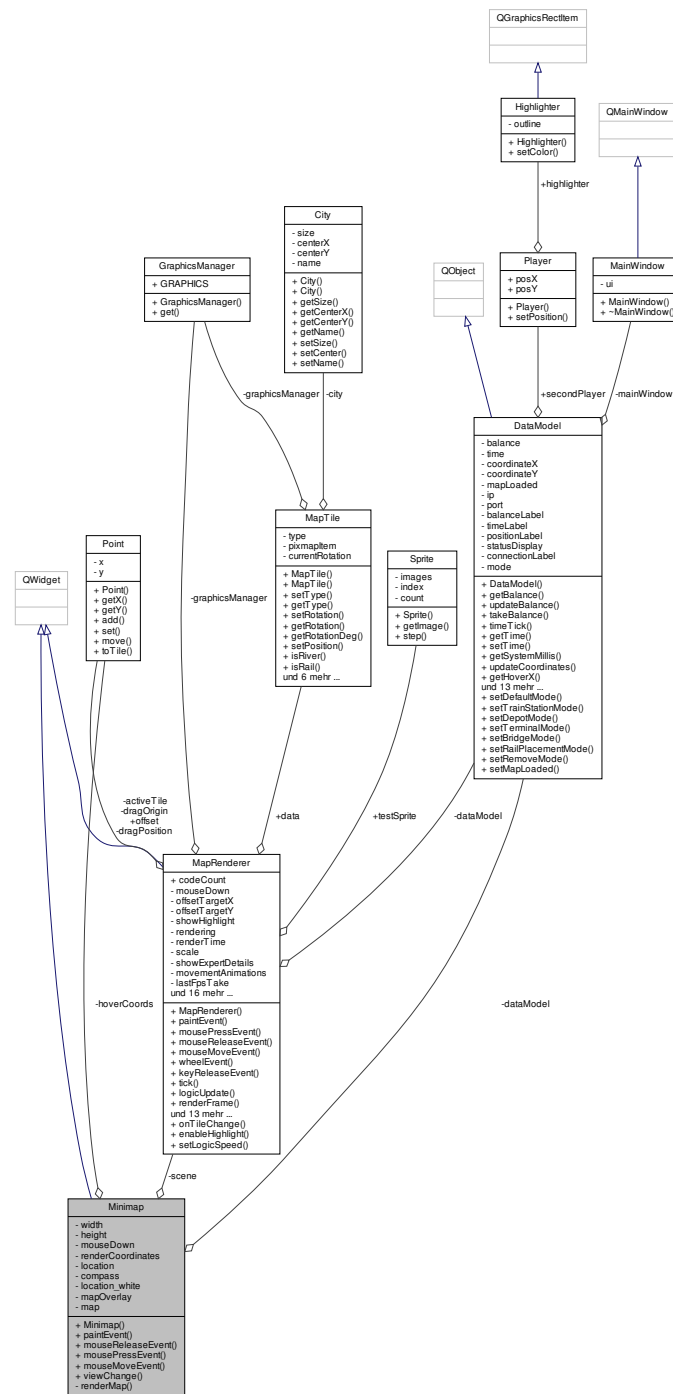 QGraphicsRectItem
Highlighter
- outline
+ Highlighter()
+ setColor()
QMainWindow
+highlighter
City
- size
- centerX
- centerY
- name
+ City()
+ City()
+ getSize()
+ getCenterX()
+ getCenterY()
+ getName()
+ setSize()
+ setCenter()
+ setName()
GraphicsManager
+ GRAPHICS
+ GraphicsManager()
+ get()
QObject
Player
+ posX
+ posY
+ Player()
+ setPosition()
MainWindow
- ui
+ MainWindow()
+ ~MainWindow()
-graphicsManager
-city
+secondPlayer
-mainWindow
DataModel
- balance
- time
- coordinateX
- coordinateY
- mapLoaded
- ip
- port
- balanceLabel
- timeLabel
- positionLabel
- statusDisplay
- connectionLabel
- mode
+ DataModel()
+ getBalance()
+ updateBalance()
+ takeBalance()
+ timeTick()
+ getTime()
+ setTime()
+ getSystemMillis()
+ updateCoordinates()
+ getHoverX()
und 13 mehr ...
+ setDefaultMode()
+ setTrainStationMode()
+ setDepotMode()
+ setTerminalMode()
+ setBridgeMode()
+ setRailPlacementMode()
+ setRemoveMode()
+ setMapLoaded()
MapTile
- type
- pixmapItem
- currentRotation
+ MapTile()
+ MapTile()
+ setType()
+ getType()
+ setRotation()
+ getRotation()
+ getRotationDeg()
+ setPosition()
+ isRiver()
+ isRail()
und 6 mehr ...
Point
- x
- y
+ Point()
+ getX()
+ getY()
+ add()
+ set()
+ move()
+ toTile()
Sprite
- images
- index
- count
+ Sprite()
+ getImage()
+ step()
QWidget
-graphicsManager
-activeTile
-dragOrigin
+offset
-dragPosition
+data
+testSprite
-dataModel
MapRenderer
+ codeCount
- mouseDown
- offsetTargetX
- offsetTargetY
- showHighlight
- rendering
- renderTime
- scale
- showExpertDetails
- movementAnimations
- lastFpsTake
und 16 mehr ...
+ MapRenderer()
+ paintEvent()
+ mousePressEvent()
+ mouseReleaseEvent()
+ mouseMoveEvent()
+ wheelEvent()
+ keyReleaseEvent()
+ tick()
+ logicUpdate()
+ renderFrame()
und 13 mehr ...
+ onTileChange()
+ enableHighlight()
+ setLogicSpeed()
-hoverCoords
-dataModel
-scene
Minimap
- width
- height
- mouseDown
- renderCoordinates
- location
- compass
- location_white
- mapOverlay
- map
+ Minimap()
+ paintEvent()
+ mouseReleaseEvent()
+ mousePressEvent()
+ mouseMoveEvent()
+ viewChange()
- renderMap()